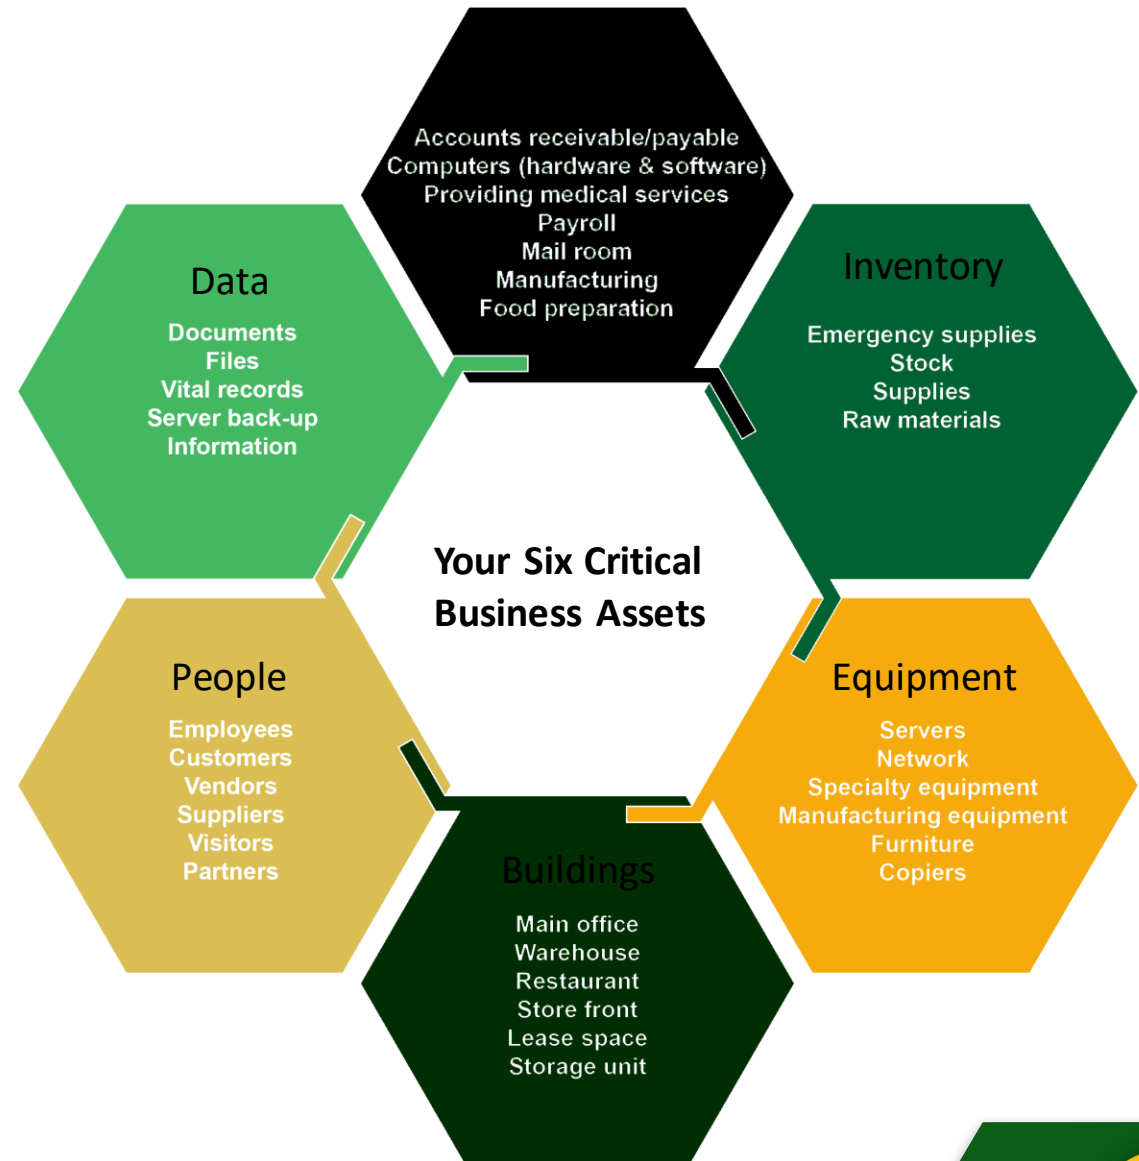 Accounts receivable/payable
Computers (hardware & software)
Providing medical services
Payroll
Mail room
Manufacturing
Food preparation
Data
Documents
Files
Vital records
Server back-up
Information
Inventory
Emergency supplies
Stock
Supplies
Raw materials
Your Six Critical
Business Assets
People
Employees
Customers
Vendors
Suppliers
Visitors
Partners
Equipment
Servers
Network
Specialty equipment
Manufacturing equipment
Furniture
Copiers
Buildings
Main office
Warehouse
Restaurant
Store front
Lease space
Storage unit